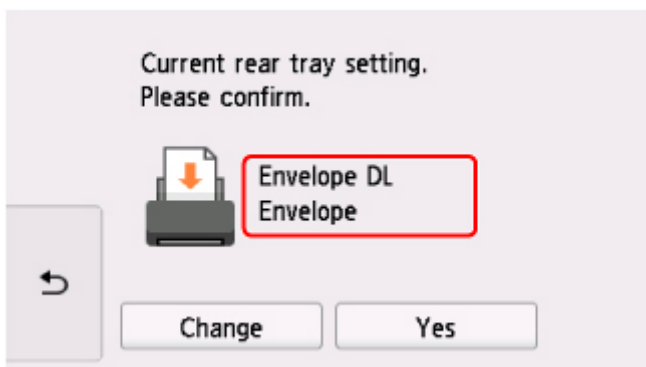 Current rear tray setting.
Please confirm.
Envelope DL
Envelope
Change
Yes